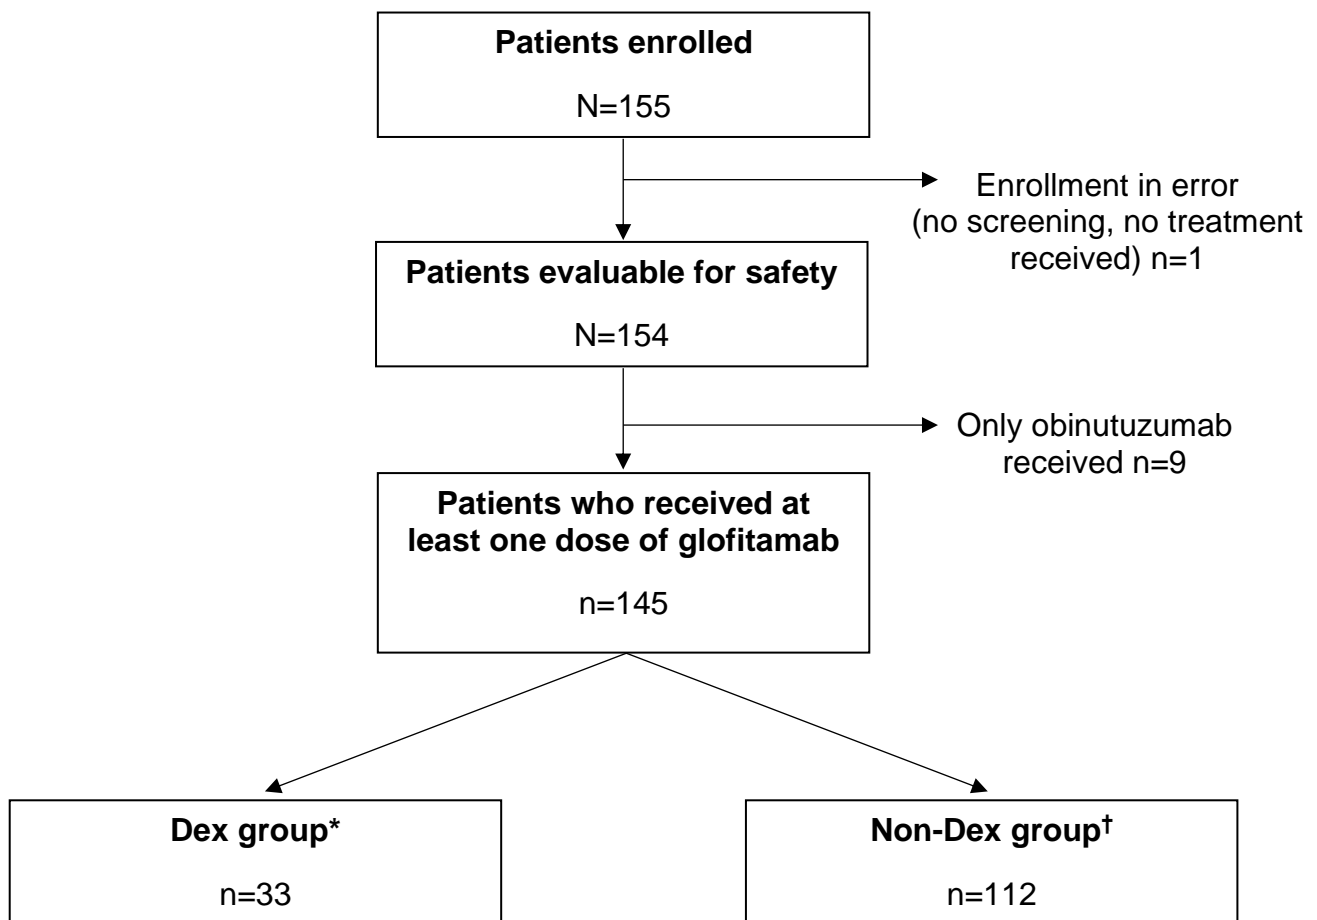 Patients enrolled
N=155
Enrollment in error
(no screening, no treatment
received) n=1
Patients evaluable for safety
N=154
Only obinutuzumab
received n=9
Patients who received at
least one dose of glofitamab
n=145
Dex group*
n=33
Non-Dex group†
n=112